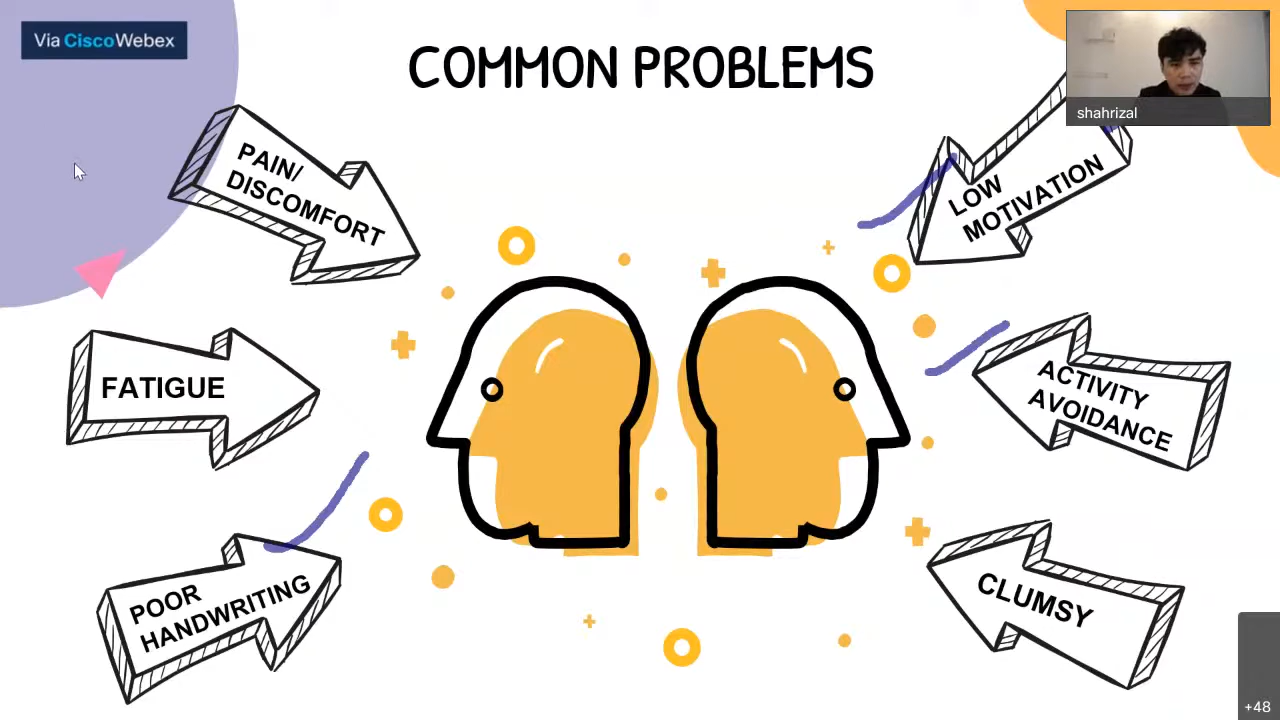 Via CiscoWebex
COMMON PROBLEMS
shahrizal
PAIN/
DISCOMFORT
LOW
MOTIVATION
FATIGUE
ACTIVITY
AVOIDANCE
POOR
HANDWRITING
CLUMSY
+48